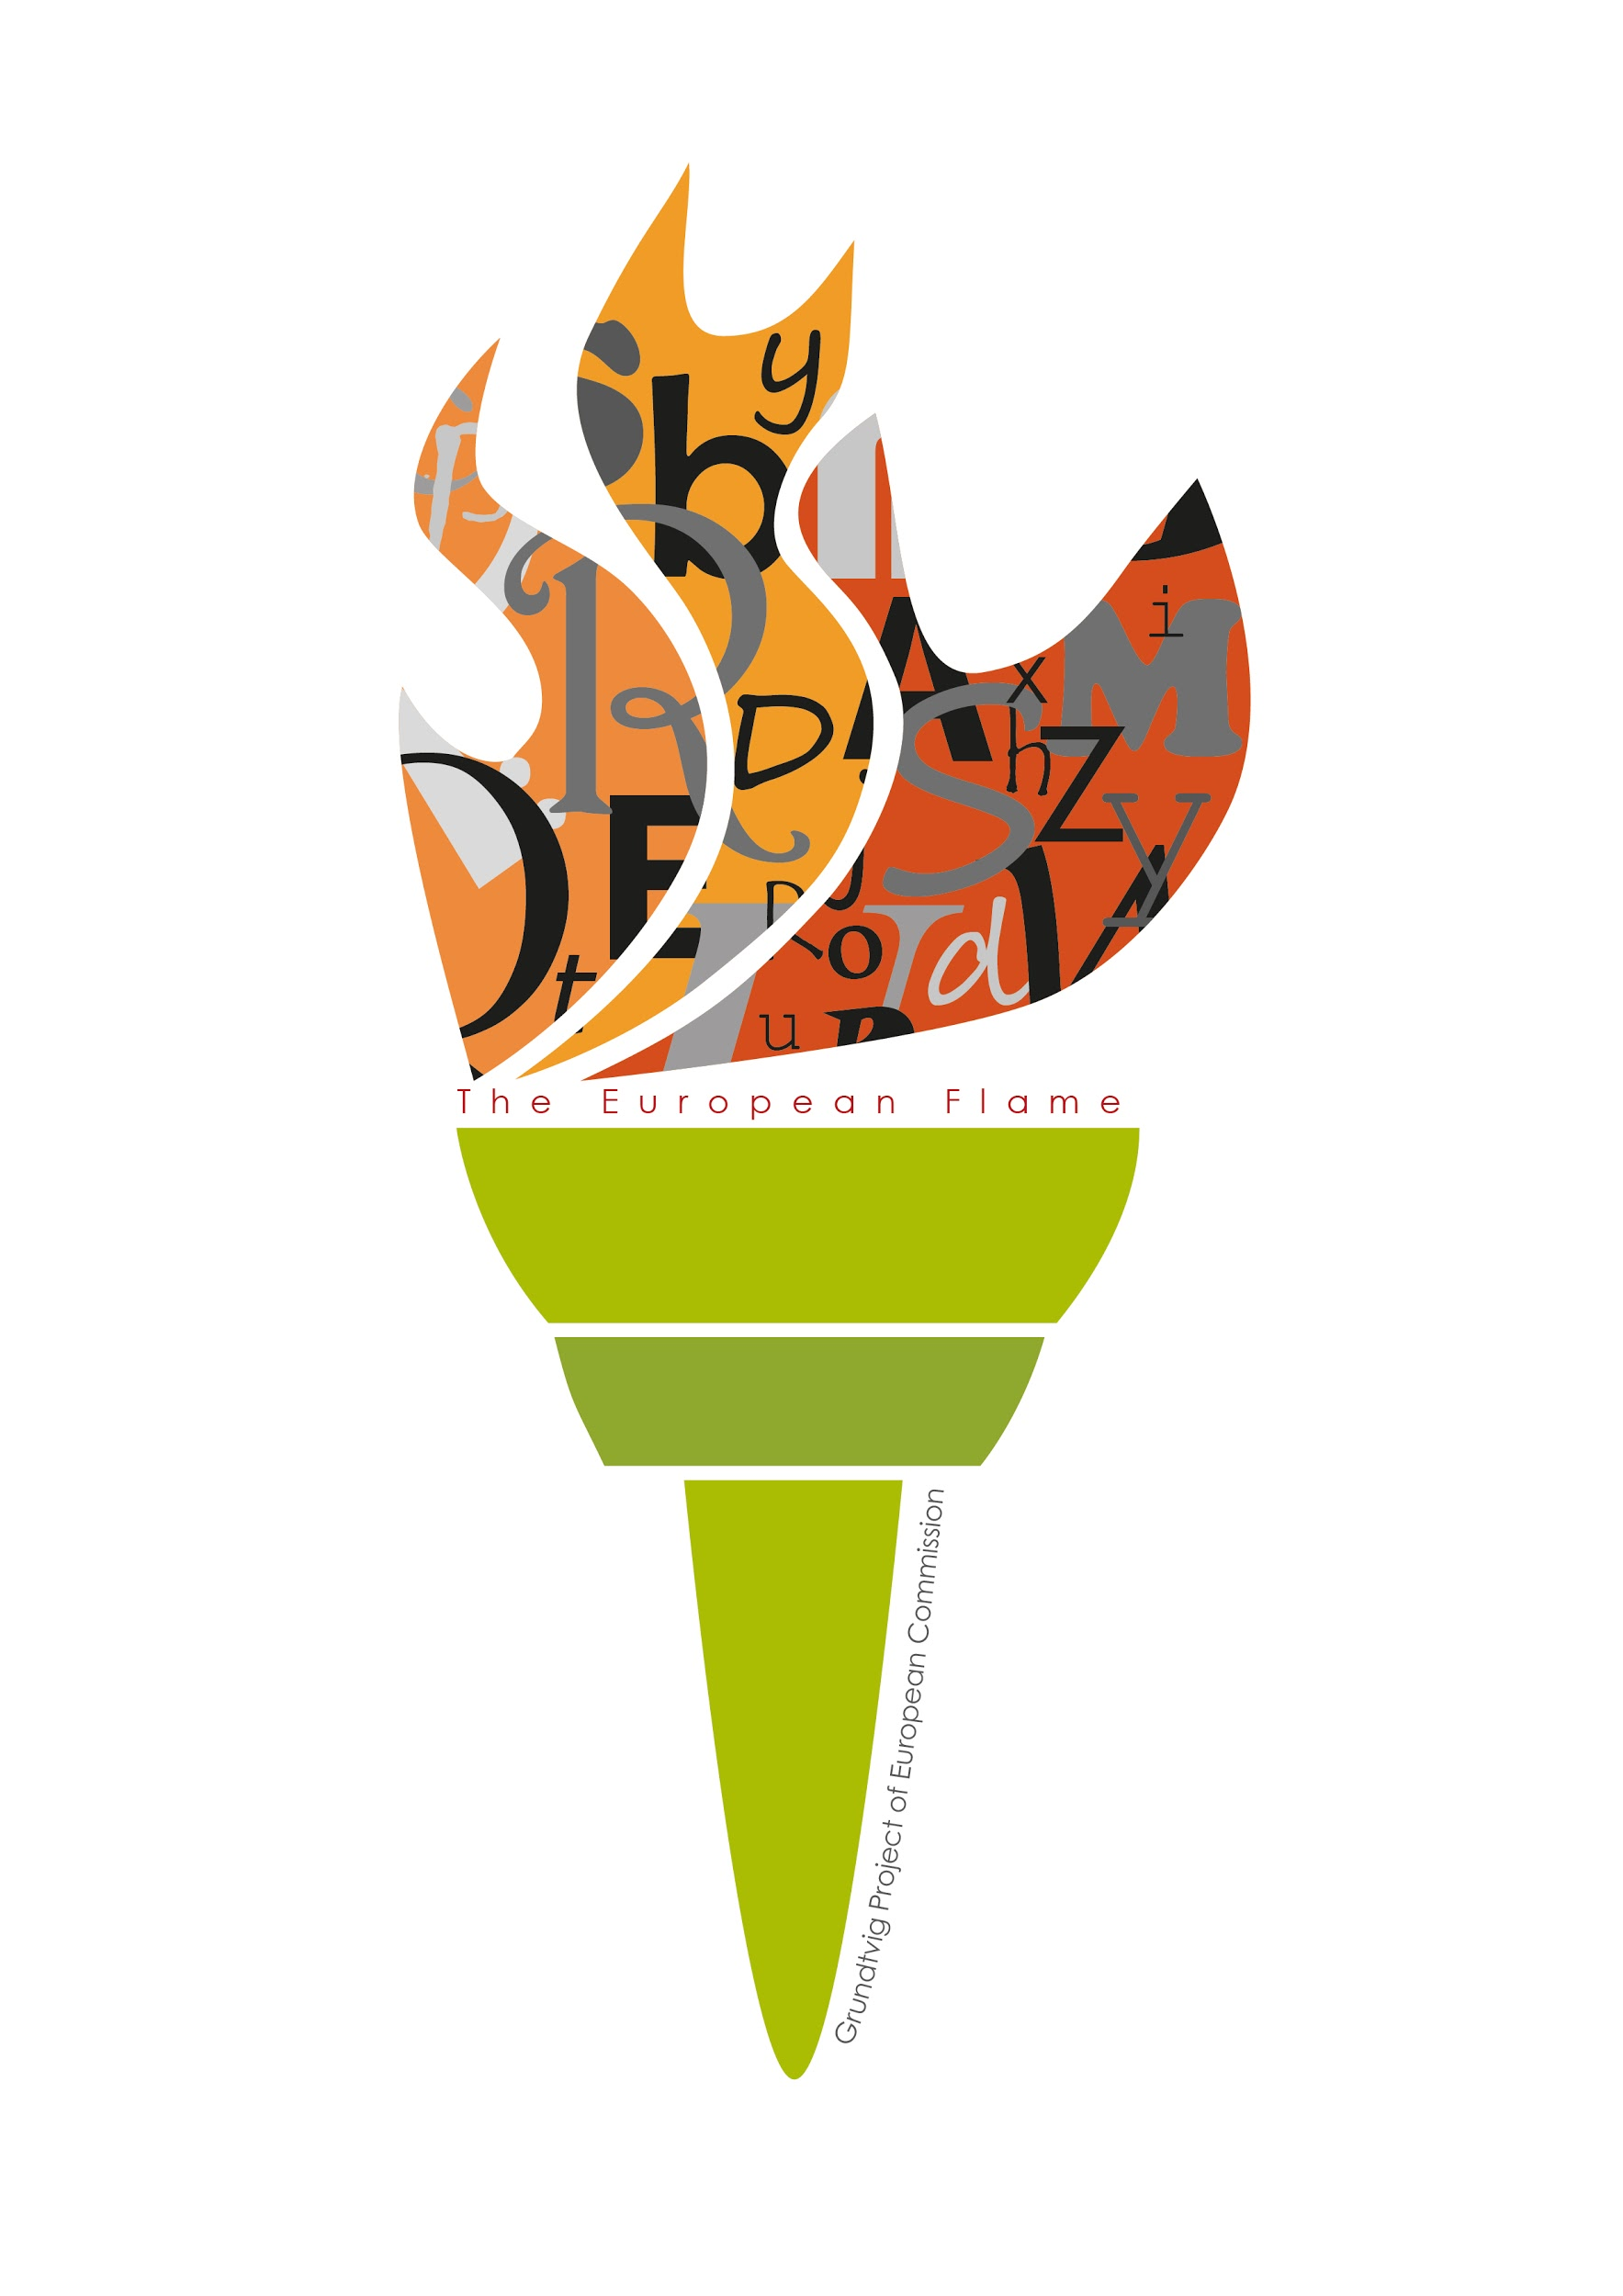 y
h
i
M
x
D
h
Z
S
y
E
o
a
t
u
The European Flame
Grundtvig Project of European Commission